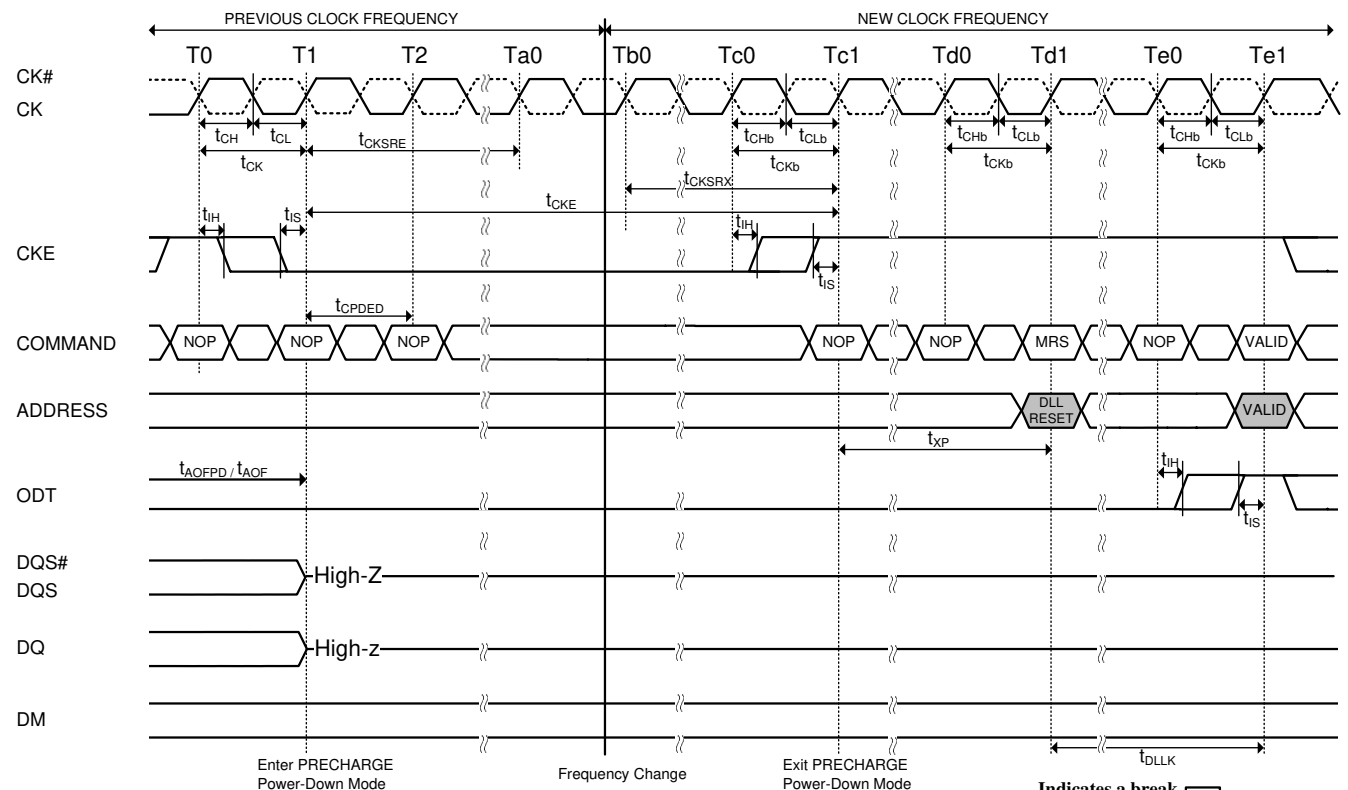 PREVIOUS CLOCK FREQUENCY NEW CLOCK FREQUENCY
T0 T1 T2 Ta0 Tb0 Tc0 Tc1 Td0 Td1 Te0 Te1
CK#
CK
tCH tCL tCHb tCLb tCHb tCLb tCHb tCLb
tCK tCKSRE tCKb tCKb tCKb
tCKSRX
tCKE
tIH tIS tIH
CKE
tIS
tCPDED
COMMAND NOP NOP NOP NOP NOP MRS NOP VALID
ADDRESS DLL RESET VALID
tXP
tAOFPD / tAOF tIH
ODT
tIS
DQS#
High-Z
DQS
DQ High-z
DM
tDLLK
Enter PRECHARGE
Power-Down Mode
Frequency Change
Exit PRECHARGE
Power-Down Mode
Indicates a break